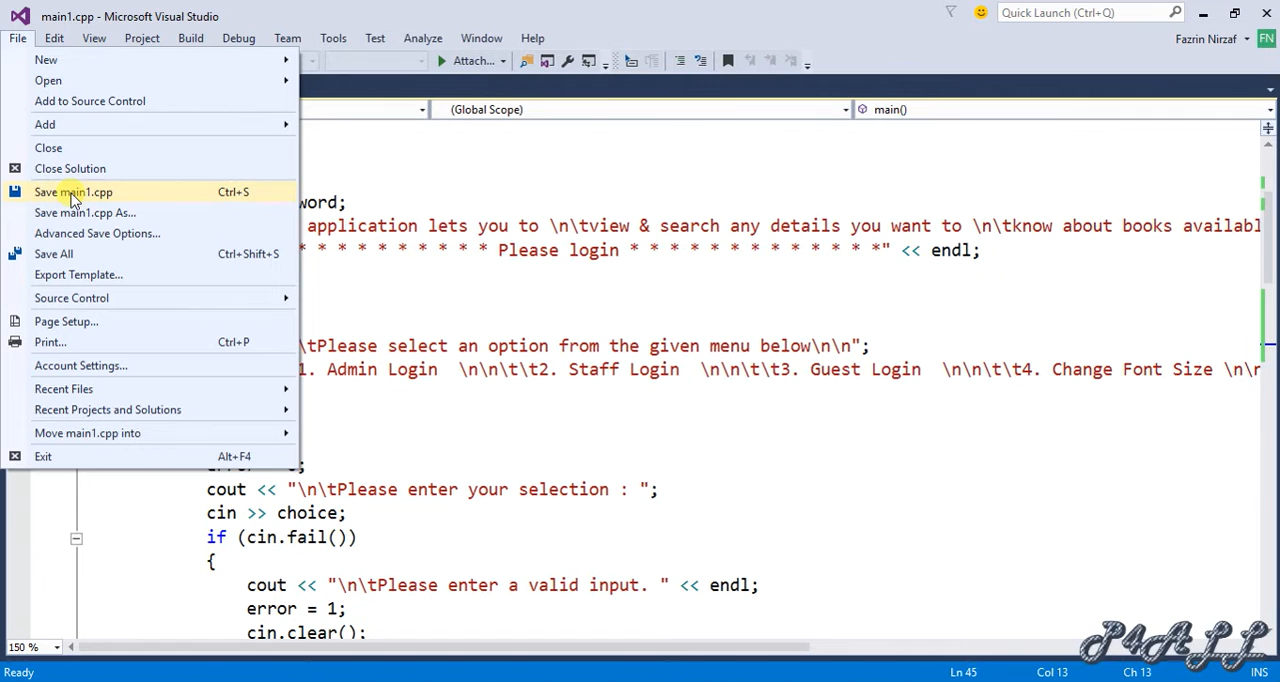 main1.cpp - Microsoft Visual Studio
Quick Launch (Ctrl+Q)
File Edit View Project Build Debug Team Tools Test Analyze Window Help
Fazrin Nirzaf FN
New
Open
Add to Source Control
Add
Close
Close Solution
Save main1.cpp Ctrl+S
Save main1.cpp As...
Advanced Save Options...
Save All Ctrl+Shift+S
Export Template...
Source Control
Page Setup...
Print... Ctrl+P
Account Settings...
Recent Files
Recent Projects and Solutions
Move main1.cpp into
Exit Alt+F4
Attach...
(Global Scope) main()
word;
application lets you to \n\tview & search any details you want to \n\tknow about books availabl
* * * * * * * * Please login * * * * * * * * * * * * *" << endl;
\tPlease select an option from the given menu below\n\n";
1. Admin Login \n\n\t\t2. Staff Login \n\n\t\t3. Guest Login \n\n\t\t4. Change Font Size \n\n
cout << "\n\tPlease enter your selection : ";
cin >> choice;
if (cin.fail())
{
cout << "\n\tPlease enter a valid input. " << endl;
error = 1;
cin.clear();
150 %
P4ALL
Ready Ln 45 Col 13 Ch 13 INS